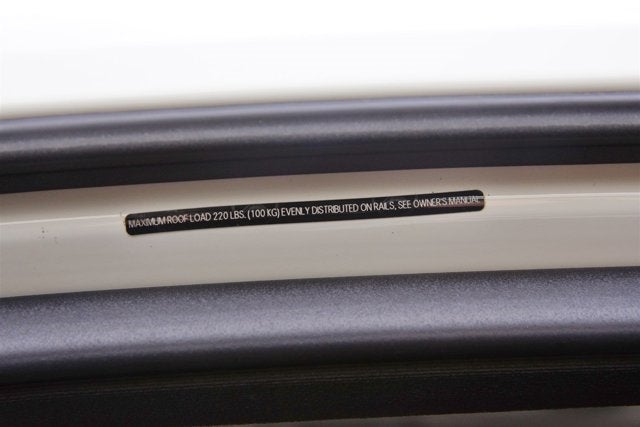 MAXIMUM ROOF LOAD 220 LBS. (100 KG) EVENLY DISTRIBUTED ON RAILS, SEE OWNER'S MANUAL